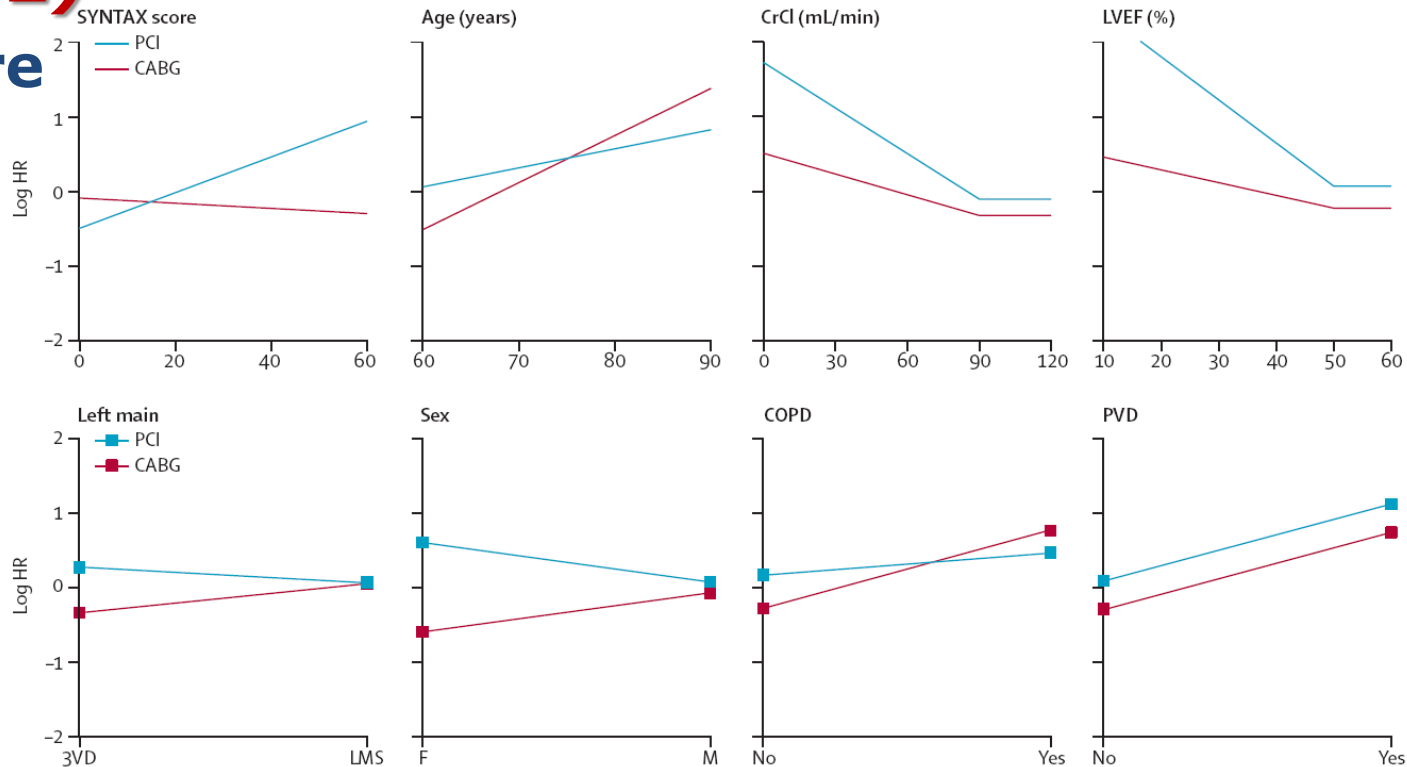 SYNTAX score
PCI
CABG
2
1
0
−1
−2
Log HR
0 20 40 60
Age (years)
60 70 80 90
CrCl (mL/min)
0 30 60 90 120
LVEF (%)
10 20 30 40 50 60
Left main
PCI
CABG
2
1
0
−1
−2
Log HR
3VD LMS
Sex
F M
COPD
No Yes
PVD
No Yes